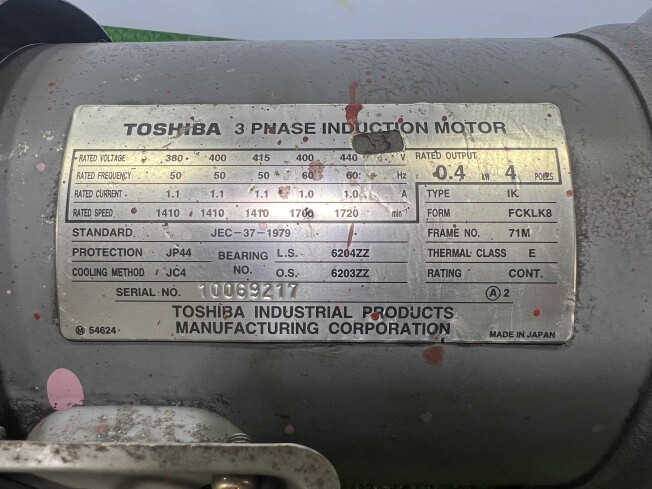 TOSHIBA 3 PHASE INDUCTION MOTOR
RATED VOLTAGE 380 400 415 400 440 V
RATED FREQUENCY 50 50 50 60 60 Hz
RATED CURRENT 1.1 1.1 1.1 1.0 1.0 A
RATED SPEED 1410 1410 1410 1700 1720 min⁻¹
RATED OUTPUT
0.4 kW 4 POLES
TYPE IK
FORM FCKLK8
STANDARD JEC-37-1979 FRAME NO. 71M
PROTECTION JP44 BEARING NO. L.S. 6204ZZ THERMAL CLASS E
COOLING METHOD JC4 O.S. 6203ZZ RATING CONT.
SERIAL NO. 10069217 A 2
TOSHIBA INDUSTRIAL PRODUCTS
MANUFACTURING CORPORATION
M 54624 MADE IN JAPAN